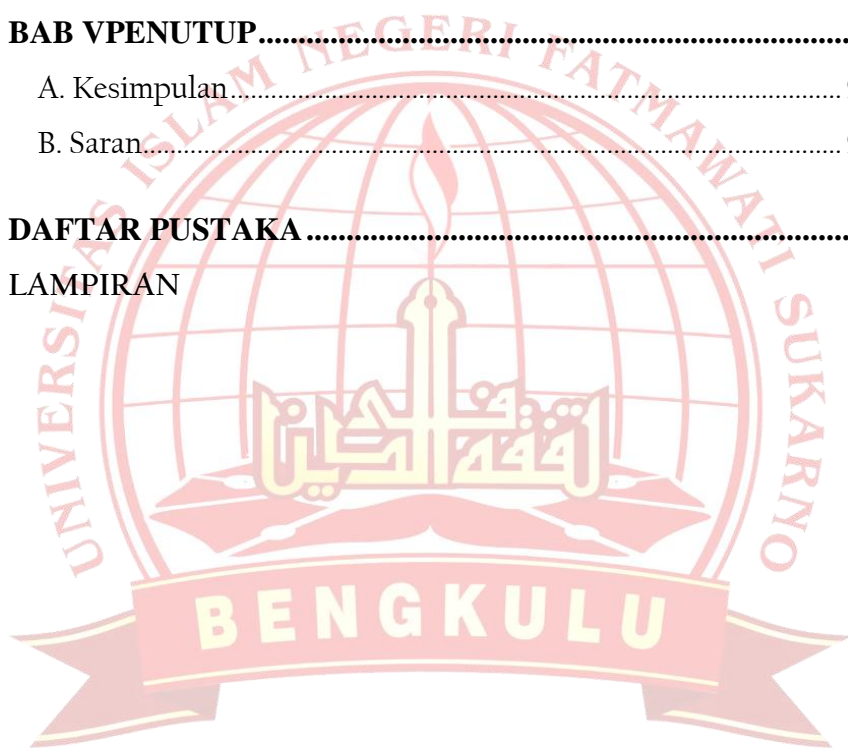 BAB VPENUTUP
A. Kesimpulan
B. Saran
DAFTAR PUSTAKA
LAMPIRAN
UNIVERSITAS ISLAM NEGERI FATMAWATI SUKARNO
BENGKULU